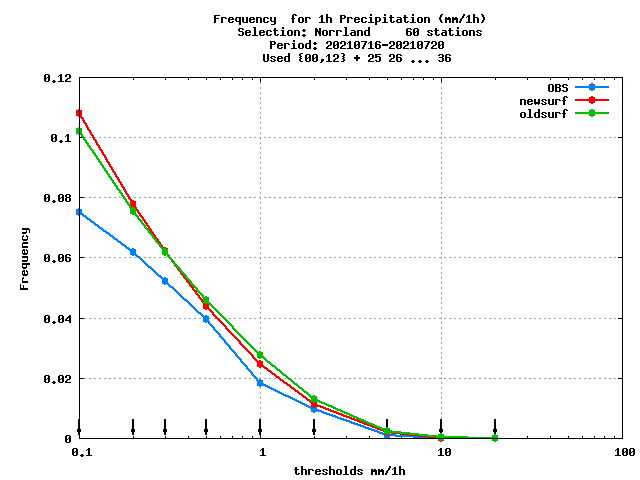 Frequency  for 1h Precipitation (mm/1h)
Selection: Norrland     60 stations
Period: 20210716-20210720
Used {00,12} + 25 26 ... 36
0.12
0.1
0.08
0.06
0.04
0.02
0
Frequency
OBS
newsurf
oldsurf
0.1 1 10 100
thresholds mm/1h